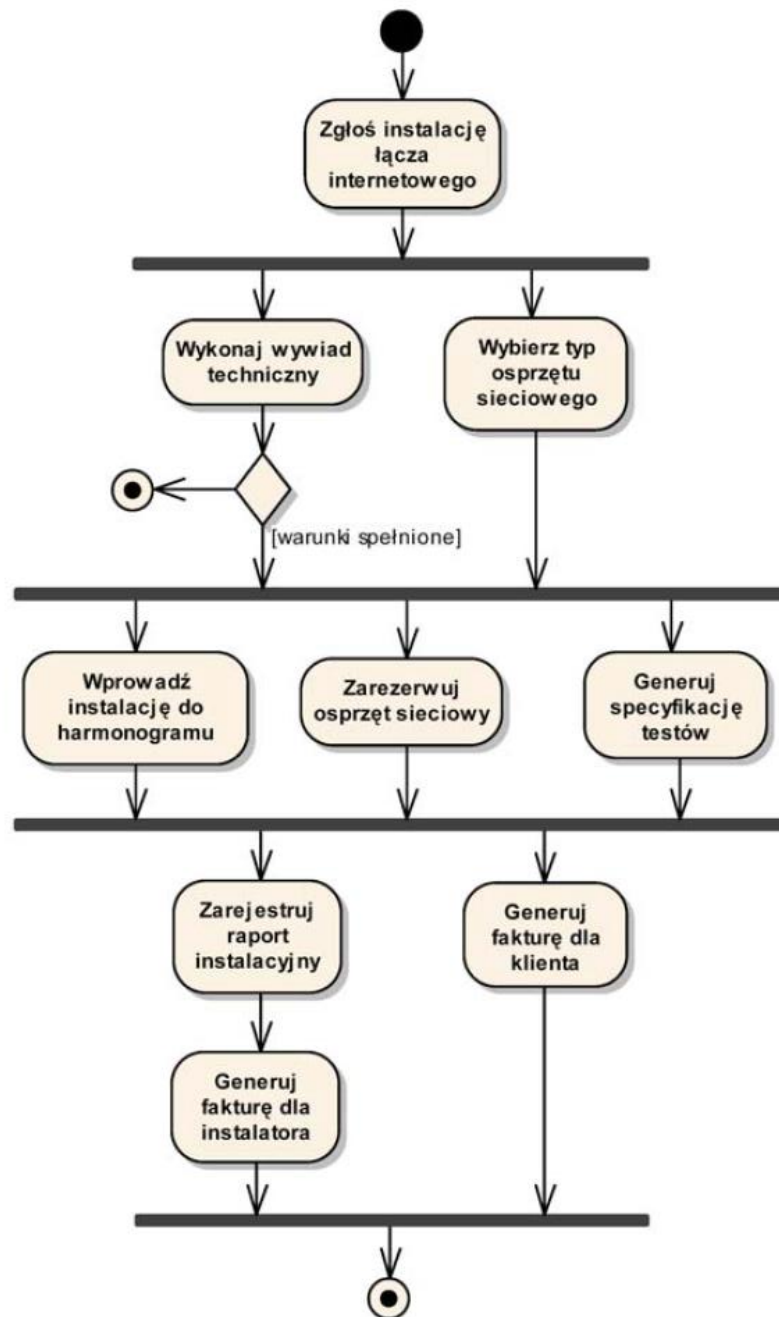 Zgłoś instalację
łącza
internetowego
Wykonaj wywiad
techniczny
Wybierz typ
osprzętu
sieciowego
[warunki spełnione]
Wprowadź
instalację do
harmonogramu
Zarezerwuj
osprzęt sieciowy
Generuj
specyfikację
testów
Zarejestruj
raport
instalacyjny
Generuj
fakturę dla
klienta
Generuj
fakturę dla
instalatora